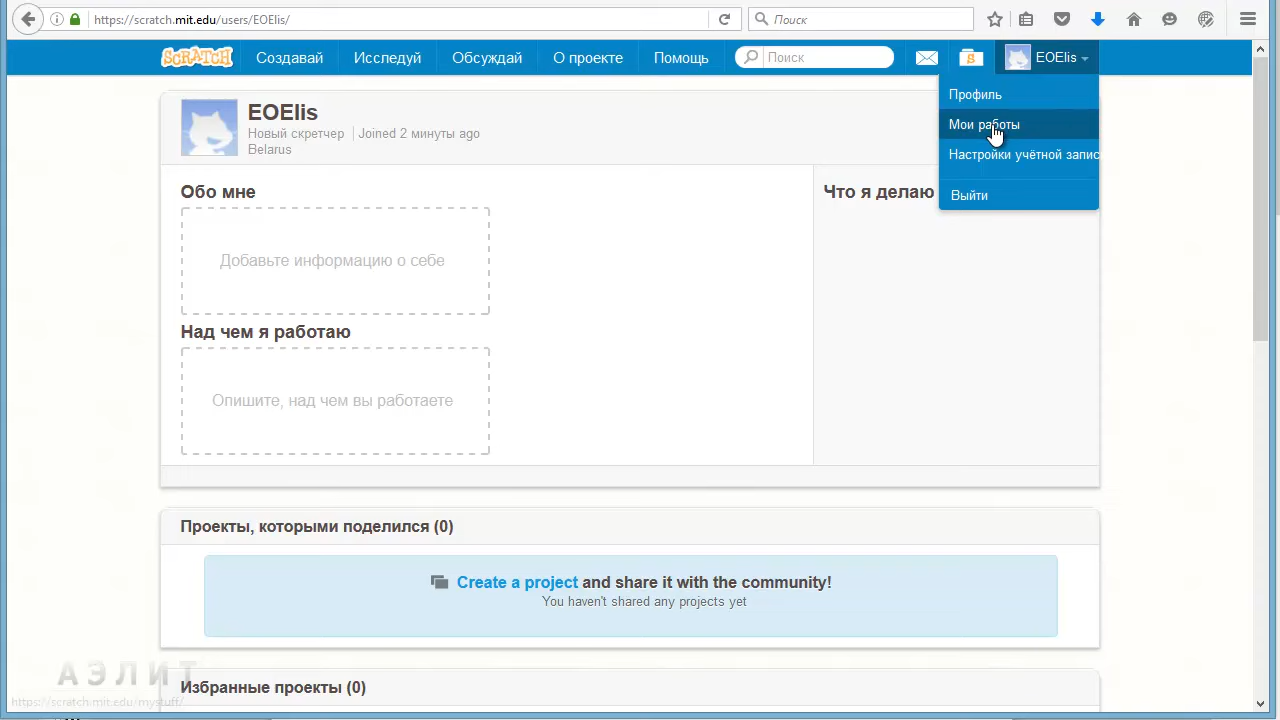 https://scratch.mit.edu/users/EOElis/
Поиск
SCRATCH
Создавай
Исследуй
Обсуждай
О проекте
Помощь
Поиск
EOElis
Профиль
Мои работы
Настройки учётной запис
Выйти
EOElis
Новый скретчер
Joined 2 минуты ago
Belarus
Обо мне
Добавьте информацию о себе
Над чем я работаю
Опишите, над чем вы работаете
Что я делаю
Проекты, которыми поделился (0)
Create a project and share it with the community!
You haven't shared any projects yet
АЭЛИТ
Избранные проекты (0)
https://scratch.mit.edu/mystuff/